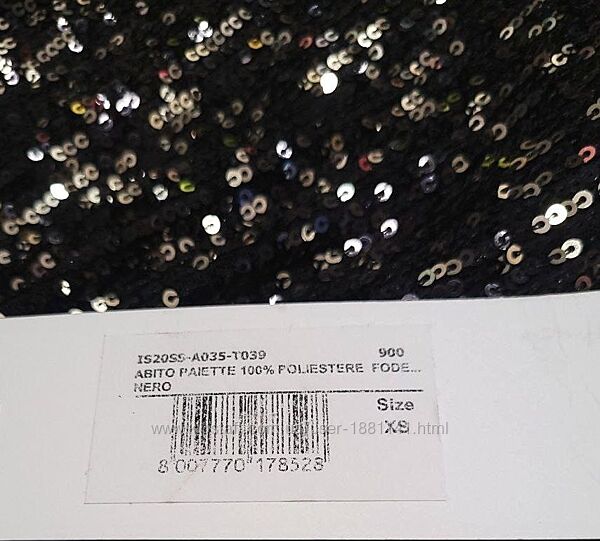 IS20SS-A035-T039 900
ABITO PAIETTE 100% POLIESTERE FODE...
NERO
Size
XS
8 007770 178528